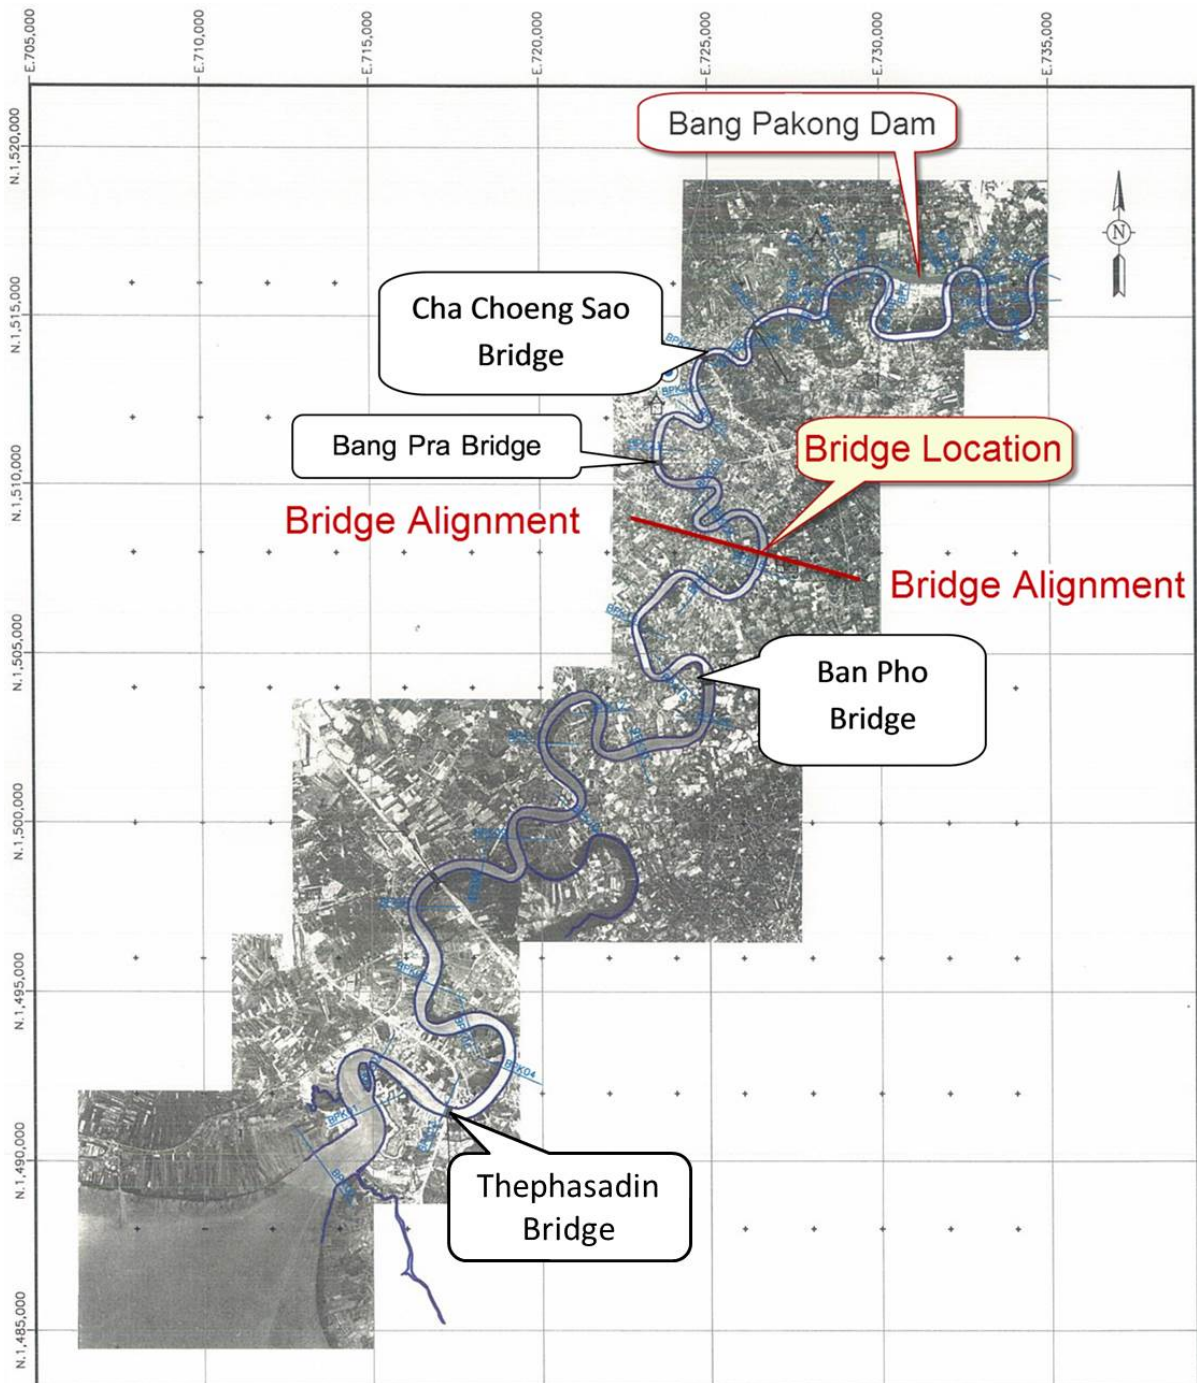 E.705,000
E.710,000
E.715,000
E.720,000
E.725,000
E.730,000
E.735,000
N.1,520,000
Bang Pakong Dam
N
Cha Choeng Sao
Bridge
N.1,515,000
Bang Pra Bridge
Bridge Location
N.1,510,000
Bridge Alignment
Bridge Alignment
N.1,505,000
Ban Pho
Bridge
N.1,500,000
N.1,495,000
BPK04
BPK01
N.1,490,000
Thephasadin
Bridge
N.1,485,000